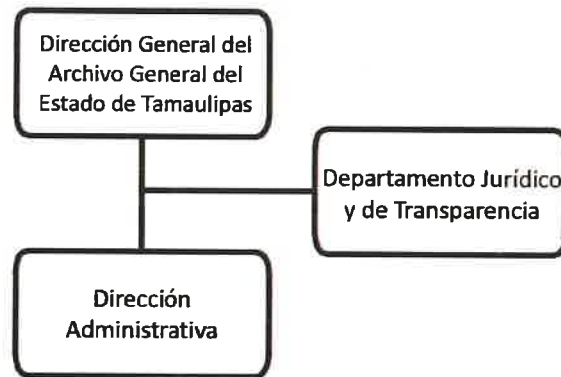 Dirección General del
Archivo General del
Estado de Tamaulipas
Departamento Jurídico
y de Transparencia
Dirección
Administrativa